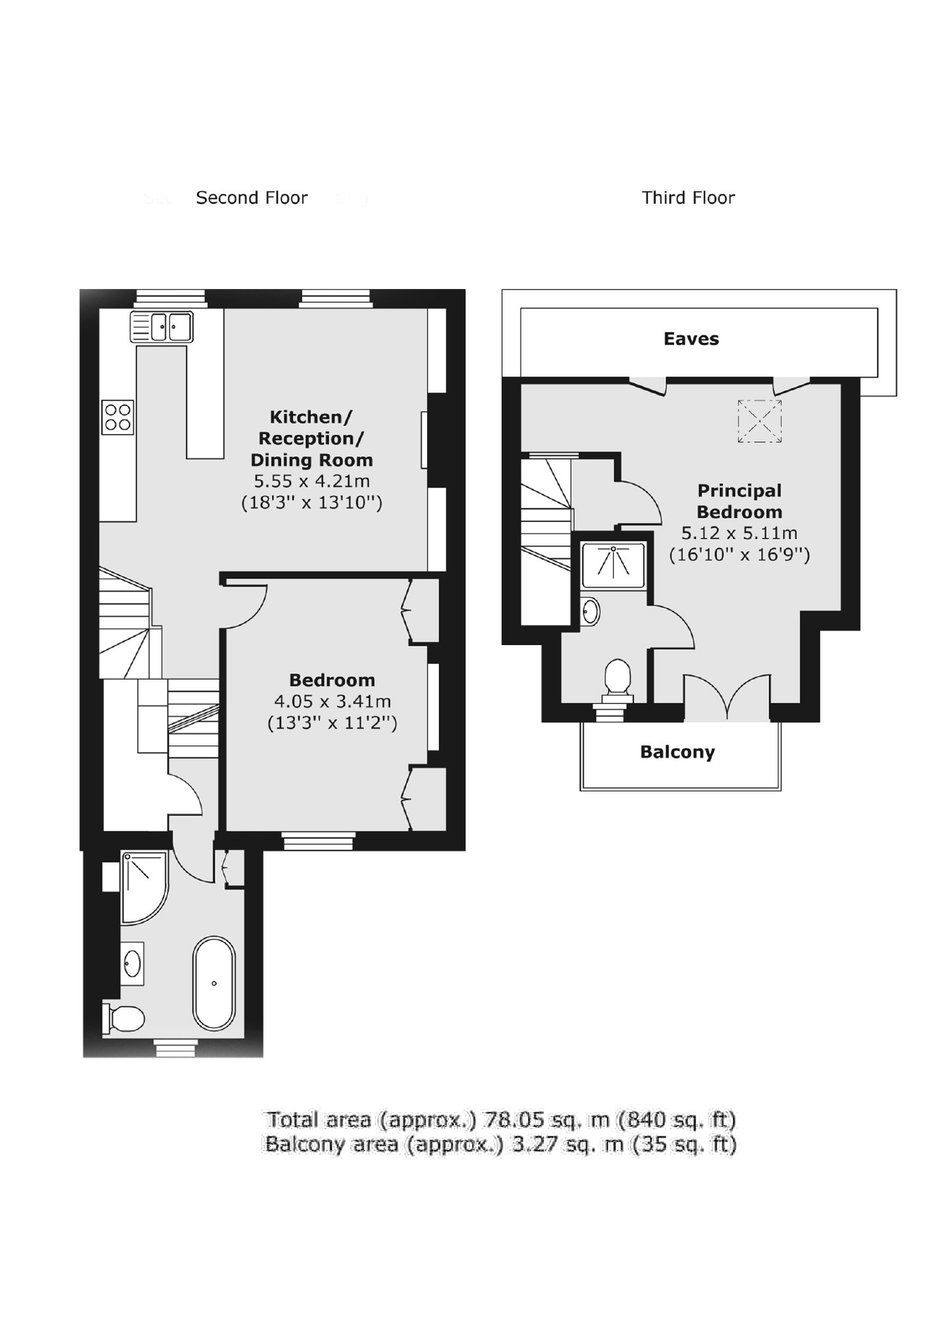 Second Floor
Third Floor
Eaves
Kitchen/
Reception/
Dining Room
5.55 x 4.21m
(18'3'' x 13'10'')
Principal
Bedroom
5.12 x 5.11m
(16'10'' x 16'9'')
Bedroom
4.05 x 3.41m
(13'3'' x 11'2'')
Balcony
Total area (approx.) 78.05 sq. m (840 sq. ft)
Balcony area (approx.) 3.27 sq. m (35 sq. ft)